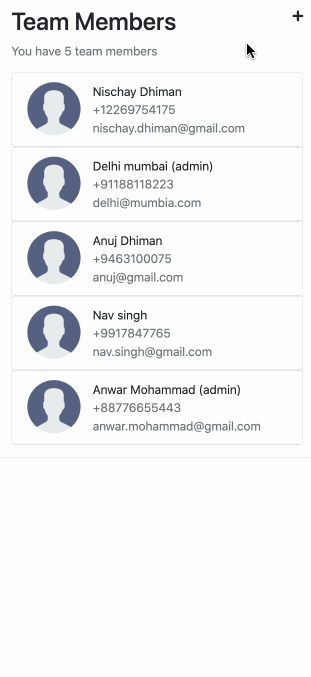 Team Members
+
You have 5 team members
Nischay Dhiman
+12269754175
nischay.dhiman@gmail.com
Delhi mumbai (admin)
+91188118223
delhi@mumbia.com
Anuj Dhiman
+9463100075
anuj@gmail.com
Nav singh
+9917847765
nav.singh@gmail.com
Anwar Mohammad (admin)
+88776655443
anwar.mohammad@gmail.com